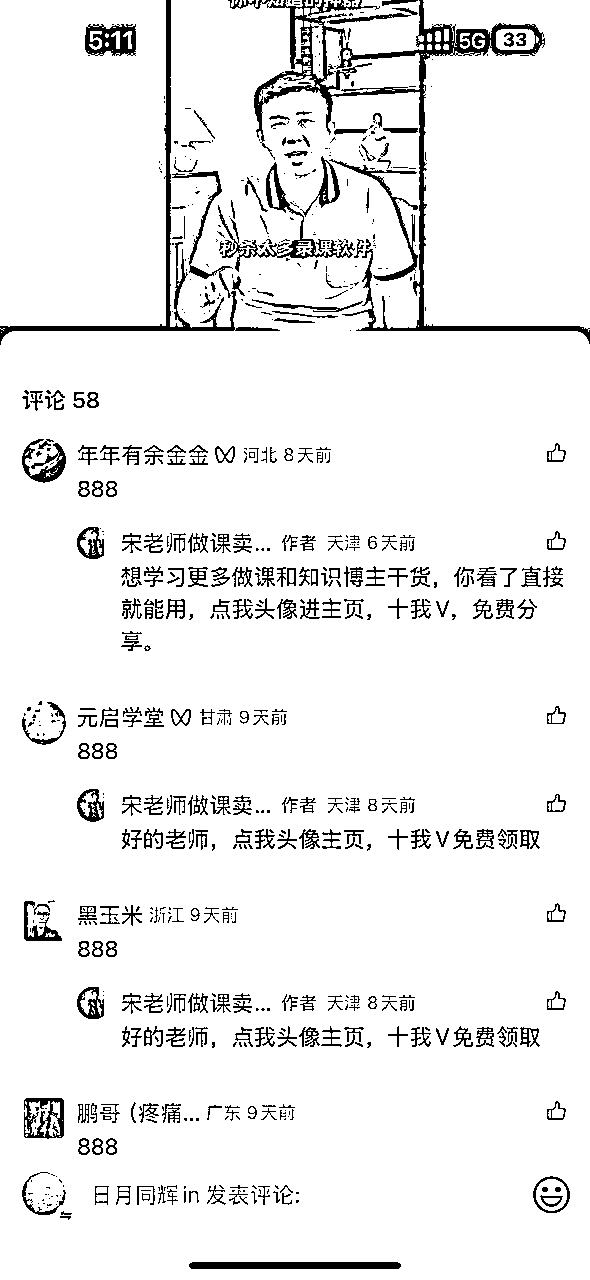 你不知道的神器
5:11
5G
33
秒杀太多录课软件
评论 58
年年有余金金 河北 8天前
888
宋老师做课卖... 作者 天津 6天前
想学习更多做课和知识博主干货，你看了直接
就能用，点我头像进主页，十我V，免费分
享。
元启学堂 甘肃 9天前
888
宋老师做课卖... 作者 天津 8天前
好的老师，点我头像主页，十我V免费领取
黑玉米 浙江 9天前
888
宋老师做课卖... 作者 天津 8天前
好的老师，点我头像主页，十我V免费领取
鹏哥（疼痛... 广东 9天前
888
日月同辉in 发表评论: